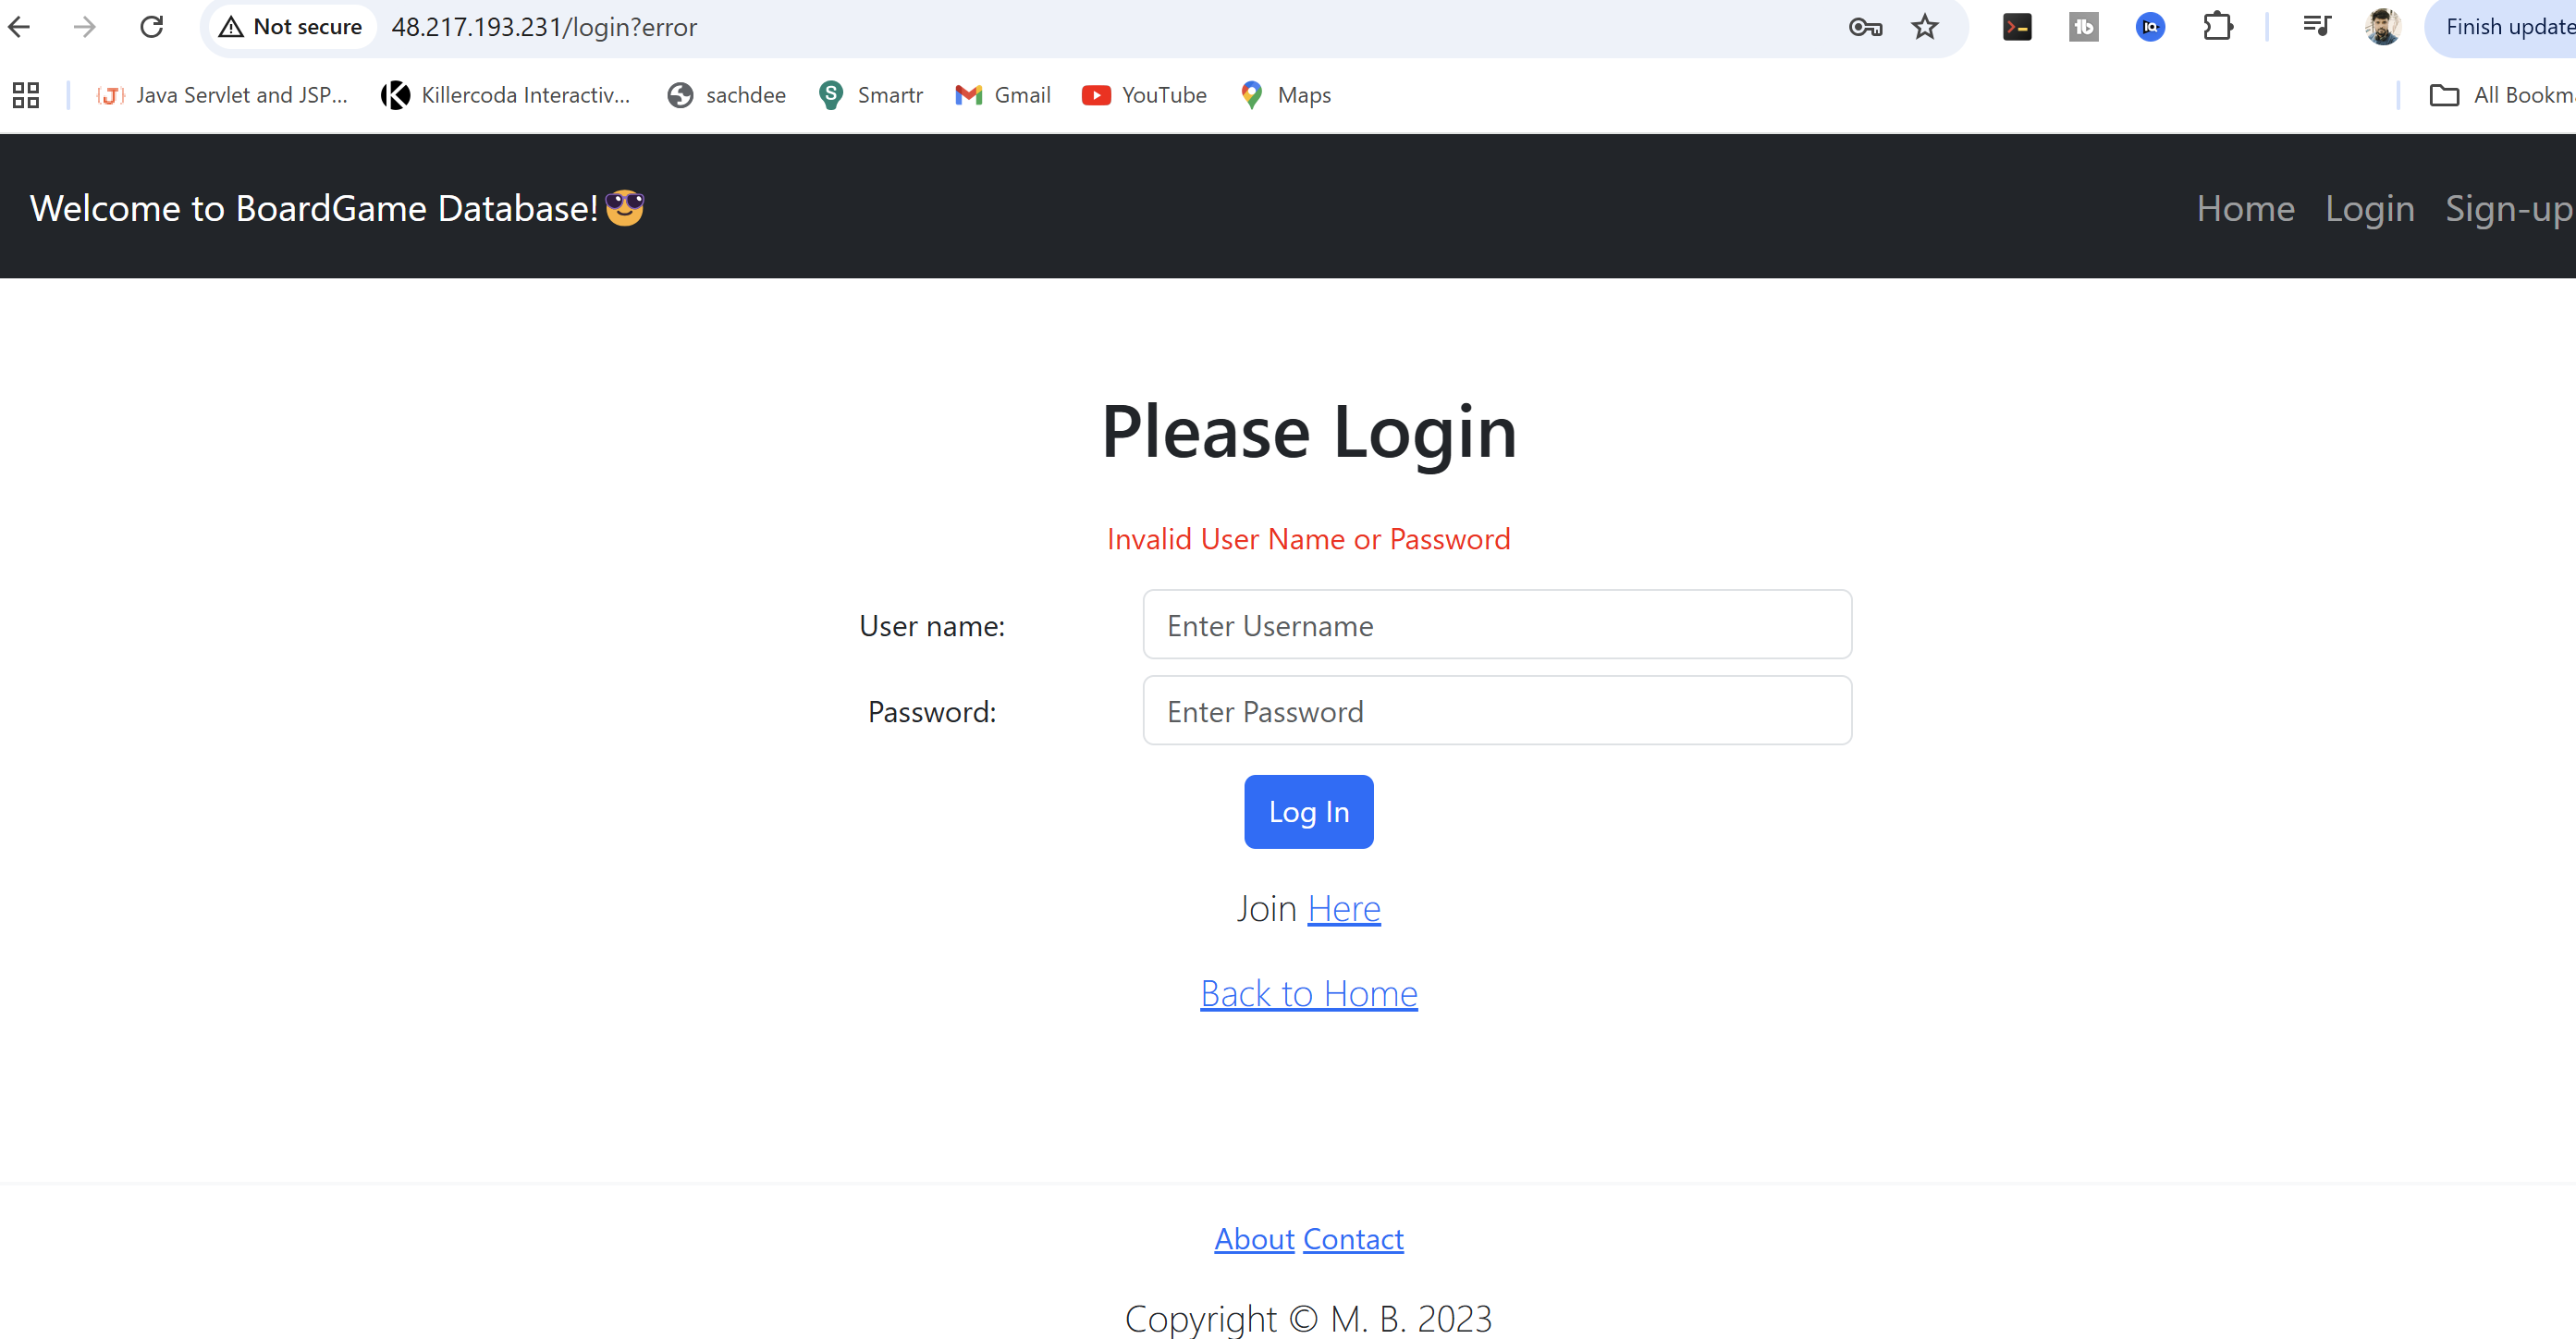 Not secure 48.217.193.231/login?error Finish update
Java Servlet and JSP... Killercoda Interactiv... sachdee Smartr Gmail YouTube Maps All Bookma
Welcome to BoardGame Database!😎 Home Login Sign-up
Please Login
Invalid User Name or Password
User name: Enter Username
Password: Enter Password
Log In
Join Here
Back to Home
About Contact
Copyright © M. B. 2023